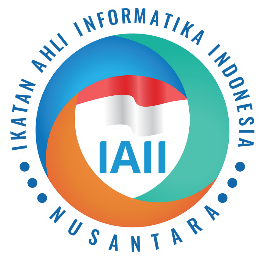 IKATAN AHLI INFORMATIKA INDONESIA
IAII
NUSANTARA